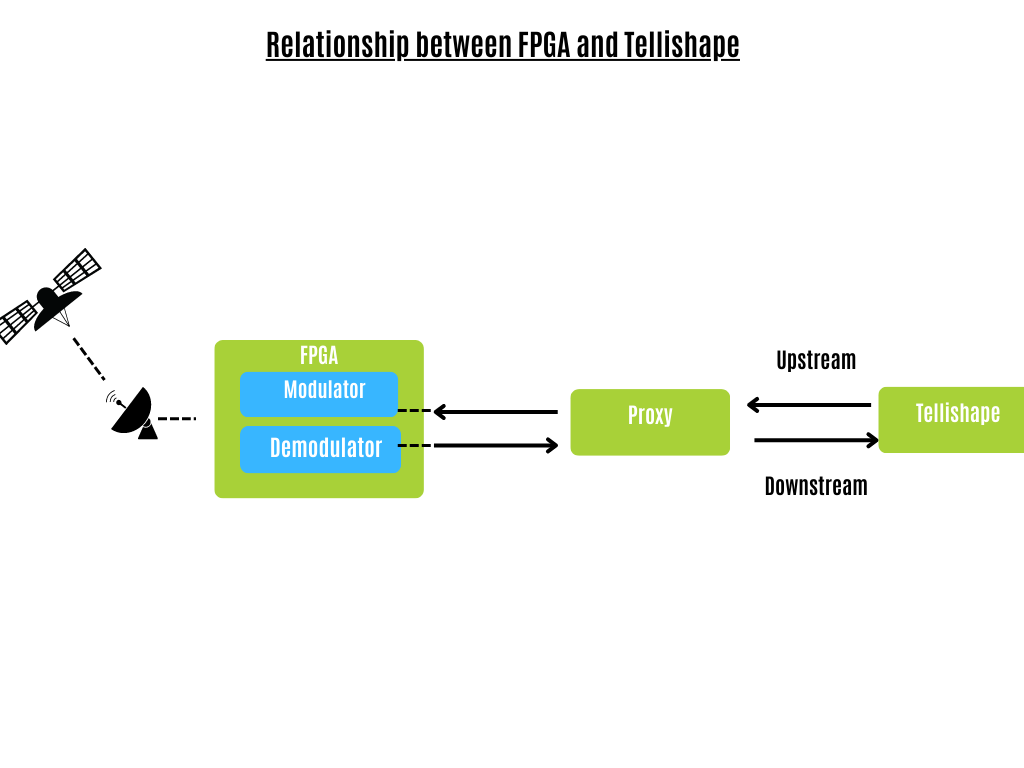 Relationship between FPGA and Tellishape
FPGA
Modulator
Demodulator
Proxy
Upstream
Tellishape
Downstream